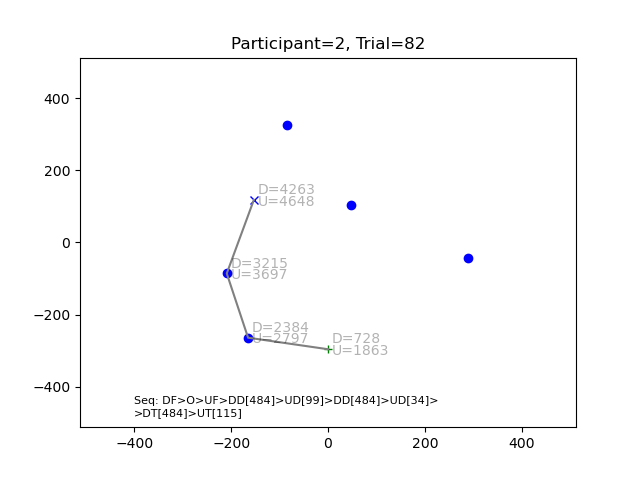 Participant=2, Trial=82
400
200
0
−200
−400
D=4263
U=4648
D=3215
U=3697
D=2384
U=2797
D=728
U=1863
Seq: DF>O>UF>DD[484]>UD[99]>DD[484]>UD[34]>
>DT[484]>UT[115]
−400
−200
0
200
400